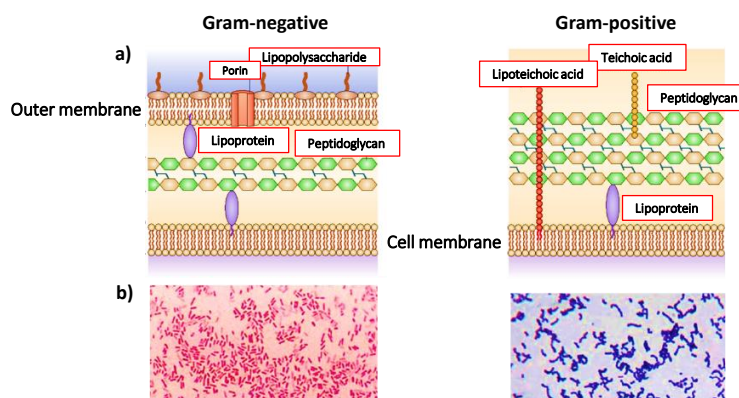 Gram-negative
Gram-positive
a)
Lipopolysaccharide
Porin
Outer membrane
Lipoprotein
Peptidoglycan
Teichoic acid
Lipoteichoic acid
Peptidoglycan
Lipoprotein
Cell membrane
b)